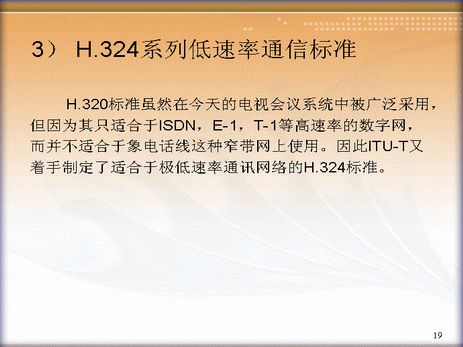 3） H.324系列低速率通信标准
H.320标准虽然在今天的电视会议系统中被广泛采用，
但因为其只适合于ISDN，E-1，T-1等高速率的数字网，
而并不适合于象电话线这种窄带网上使用。因此ITU-T又
着手制定了适合于极低速率通讯网络的H.324标准。
19